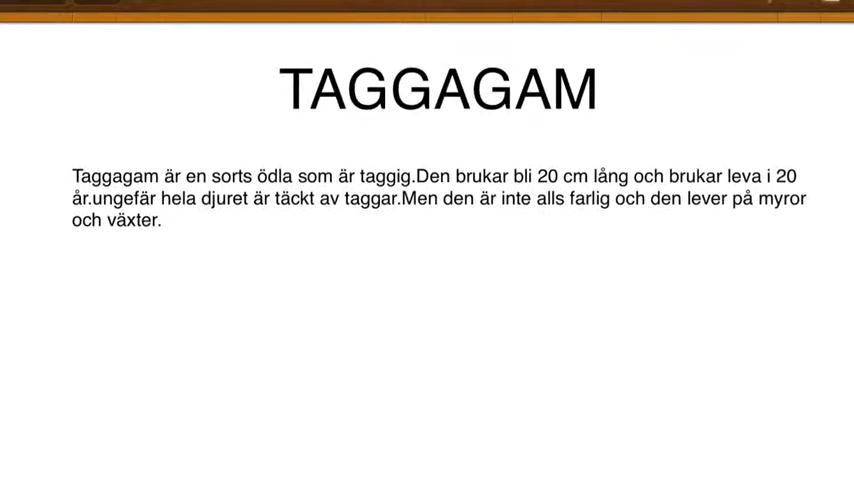 TAGGAGAM
Taggagam är en sorts ödla som är taggig.Den brukar bli 20 cm lång och brukar leva i 20
år.ungefär hela djuret är täckt av taggar.Men den är inte alls farlig och den lever på myror
och växter.